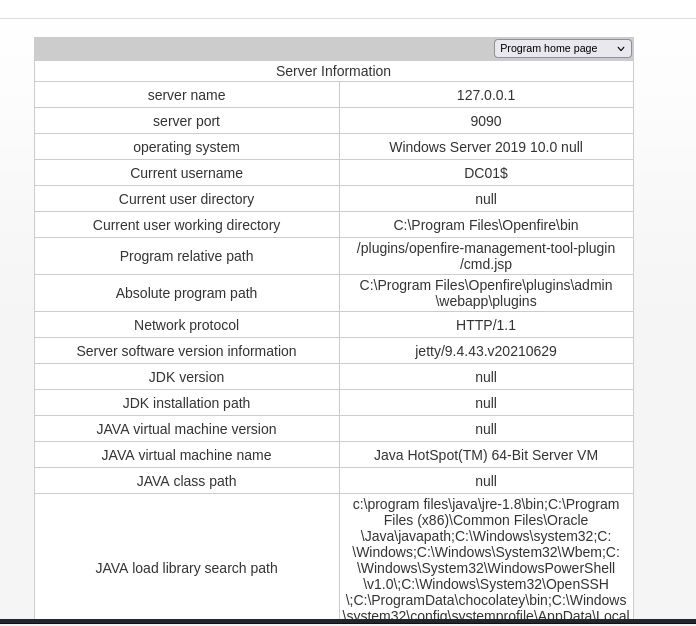 Program home page
Server Information
server name 127.0.0.1
server port 9090
operating system Windows Server 2019 10.0 null
Current username DC01$
Current user directory null
Current user working directory C:\Program Files\Openfire\bin
Program relative path /plugins/openfire-management-tool-plugin
/cmd.jsp
Absolute program path C:\Program Files\Openfire\plugins\admin
\webapp\plugins
Network protocol HTTP/1.1
Server software version information jetty/9.4.43.v20210629
JDK version null
JDK installation path null
JAVA virtual machine version null
JAVA virtual machine name Java HotSpot(TM) 64-Bit Server VM
JAVA class path null
JAVA load library search path c:\program files\java\jre-1.8\bin;C:\Program
Files (x86)\Common Files\Oracle
\Java\javapath;C:\Windows\system32;C:
\Windows;C:\Windows\System32\Wbem;C:
\Windows\System32\WindowsPowerShell
\v1.0\;C:\Windows\System32\OpenSSH
\;C:\ProgramData\chocolatey\bin;C:\Windows
\system32\config\systemprofile\AppData\Local